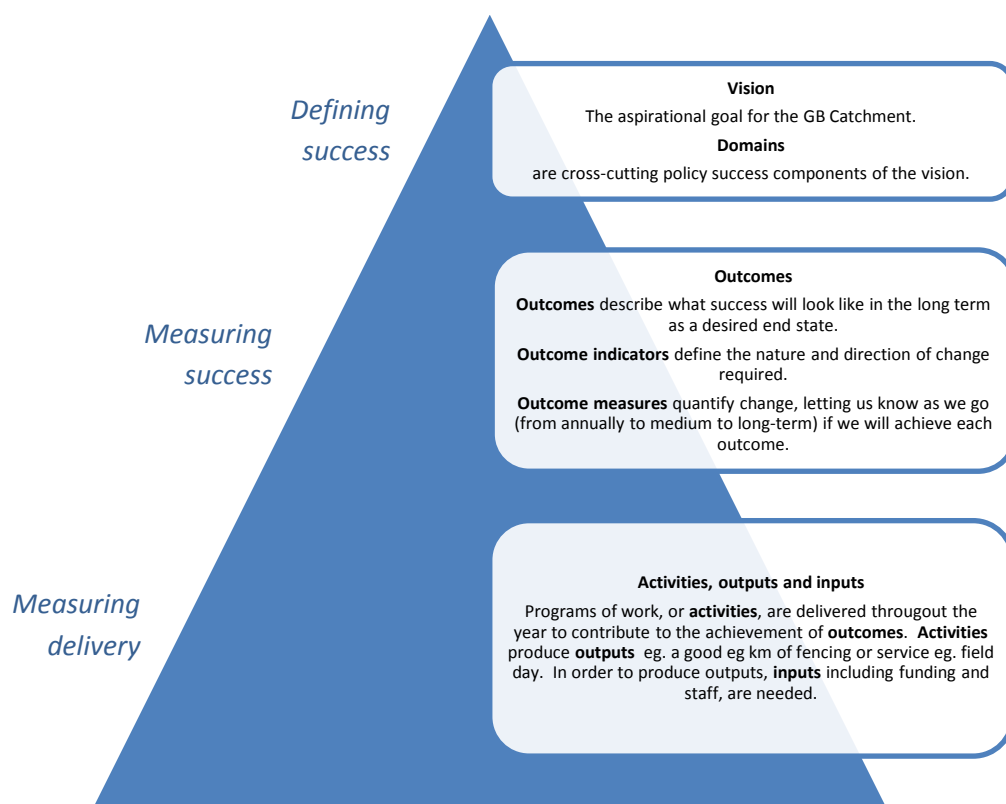 Defining
success
Vision
The aspirational goal for the GB Catchment.
Domains
are cross-cutting policy success components of the vision.
Measuring
success
Outcomes
Outcomes describe what success will look like in the long term
as a desired end state.
Outcome indicators define the nature and direction of change
required.
Outcome measures quantify change, letting us know as we go
(from annually to medium to long-term) if we will achieve each
outcome.
Measuring
delivery
Activities, outputs and inputs
Programs of work, or activities, are delivered througout the
year to contribute to the achievement of outcomes.  Activities
produce outputs  eg. a good eg km of fencing or service eg. field
day.  In order to produce outputs, inputs including funding and
staff, are needed.